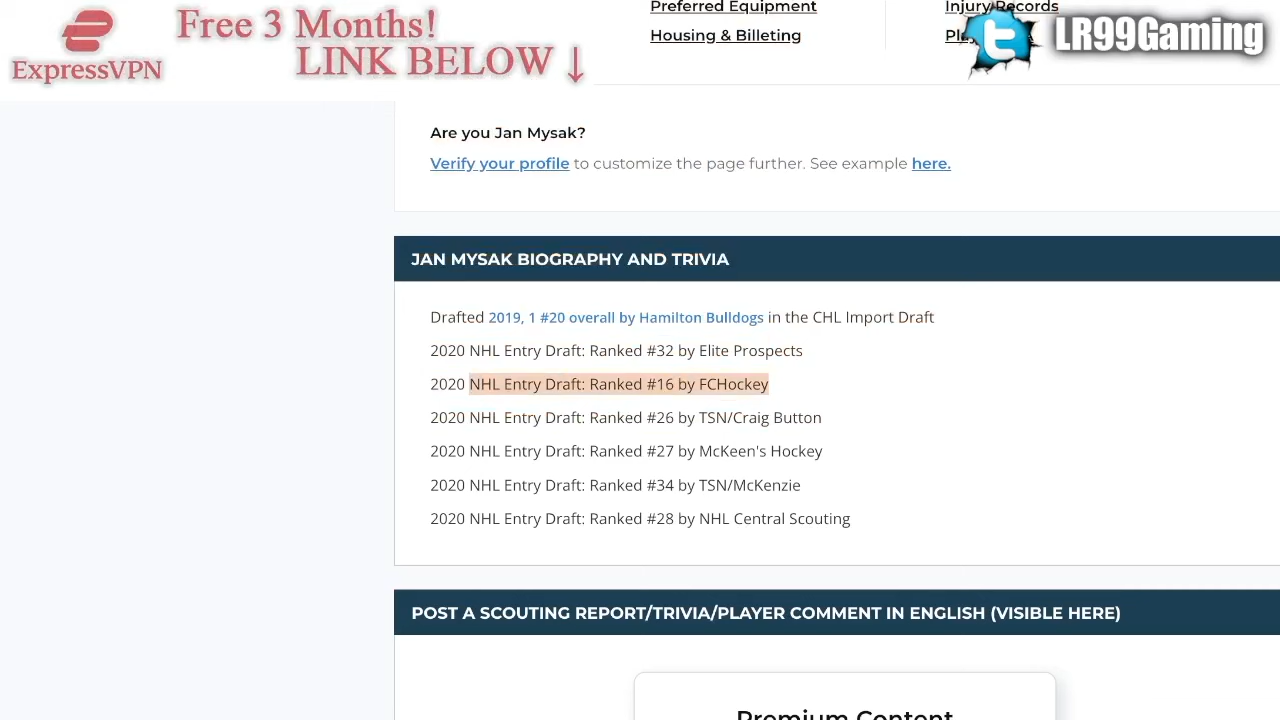 Preferred Equipment
Housing & Billeting
Injury Records
ExpressVPN
Free 3 Months!
LINK BELOW ↓
LR99Gaming
Are you Jan Mysak?
Verify your profile to customize the page further. See example here.
JAN MYSAK BIOGRAPHY AND TRIVIA
Drafted 2019, 1 #20 overall by Hamilton Bulldogs in the CHL Import Draft
2020 NHL Entry Draft: Ranked #32 by Elite Prospects
2020 NHL Entry Draft: Ranked #16 by FCHockey
2020 NHL Entry Draft: Ranked #26 by TSN/Craig Button
2020 NHL Entry Draft: Ranked #27 by McKeen's Hockey
2020 NHL Entry Draft: Ranked #34 by TSN/McKenzie
2020 NHL Entry Draft: Ranked #28 by NHL Central Scouting
POST A SCOUTING REPORT/TRIVIA/PLAYER COMMENT IN ENGLISH (VISIBLE HERE)
Premium Content